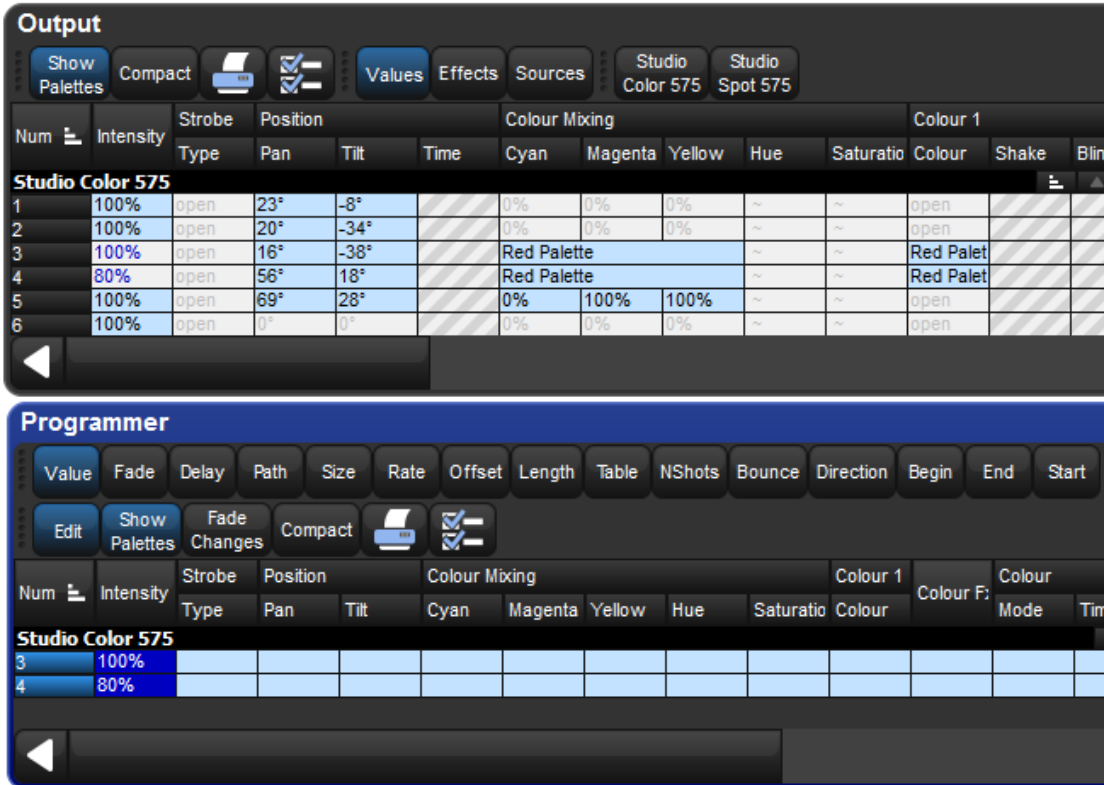 Output
Show Palettes Compact Values Effects Sources Studio Color 575 Studio Spot 575
Num Intensity Strobe Position Colour Mixing Colour 1
Type Pan Tilt Time Cyan Magenta Yellow Hue Saturatio Colour Shake Blin
Studio Color 575
1 100% open 23° -8° 0% 0% 0% ~ ~ open
2 100% open 20° -34° 0% 0% 0% ~ ~ open
3 100% open 16° -38° Red Palette ~ ~ Red Palet
4 80% open 56° 18° Red Palette ~ ~ Red Palet
5 100% open 69° 28° 0% 100% 100% ~ ~ open
6 100% open 0° 0° 0% 0% 0% ~ ~ open
Programmer
Value Fade Delay Path Size Rate Offset Length Table NShots Bounce Direction Begin End Start
Edit Show Palettes Fade Changes Compact
Num Intensity Strobe Position Colour Mixing Colour 1 Colour F Colour
Type Pan Tilt Cyan Magenta Yellow Hue Saturatio Colour Mode Tim
Studio Color 575
3 100%
4 80%